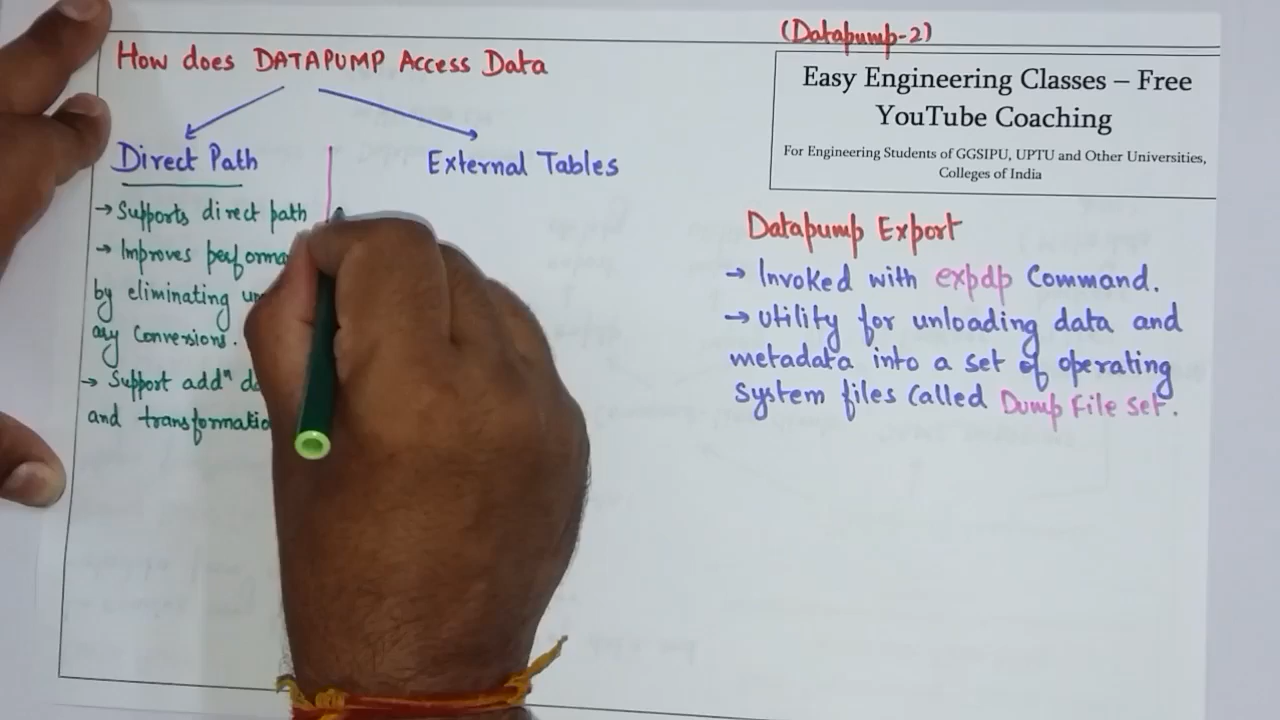 (Datapump-2)
How does DATAPUMP Access Data
Direct Path
External Tables
→ Supports direct path
→ Improves
by eliminating
ary Conversions.
→ Support addⁿ
and
Easy Engineering Classes – Free
YouTube Coaching
For Engineering Students of GGSIPU, UPTU and Other Universities,
Colleges of India
Datapump Export
→ Invoked with expdp Command.
→ Utility for unloading data and
metadata into a set of operating
System files Called Dump File Set.